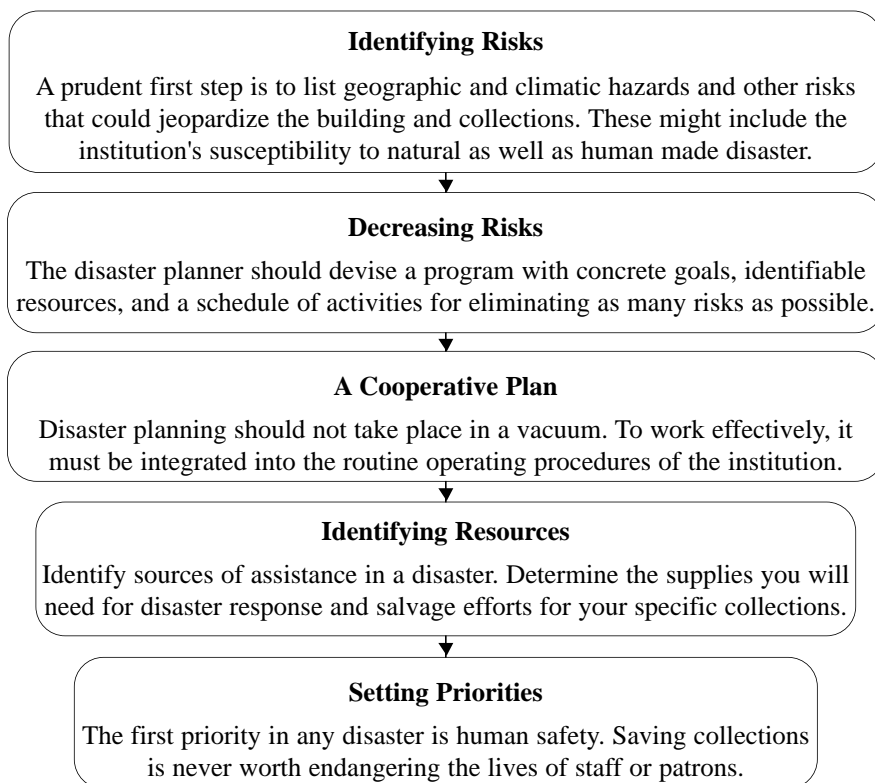 Identifying Risks
A prudent first step is to list geographic and climatic hazards and other risks
that could jeopardize the building and collections. These might include the
institution's susceptibility to natural as well as human made disaster.
Decreasing Risks
The disaster planner should devise a program with concrete goals, identifiable
resources, and a schedule of activities for eliminating as many risks as possible.
A Cooperative Plan
Disaster planning should not take place in a vacuum. To work effectively, it
must be integrated into the routine operating procedures of the institution.
Identifying Resources
Identify sources of assistance in a disaster. Determine the supplies you will
need for disaster response and salvage efforts for your specific collections.
Setting Priorities
The first priority in any disaster is human safety. Saving collections
is never worth endangering the lives of staff or patrons.